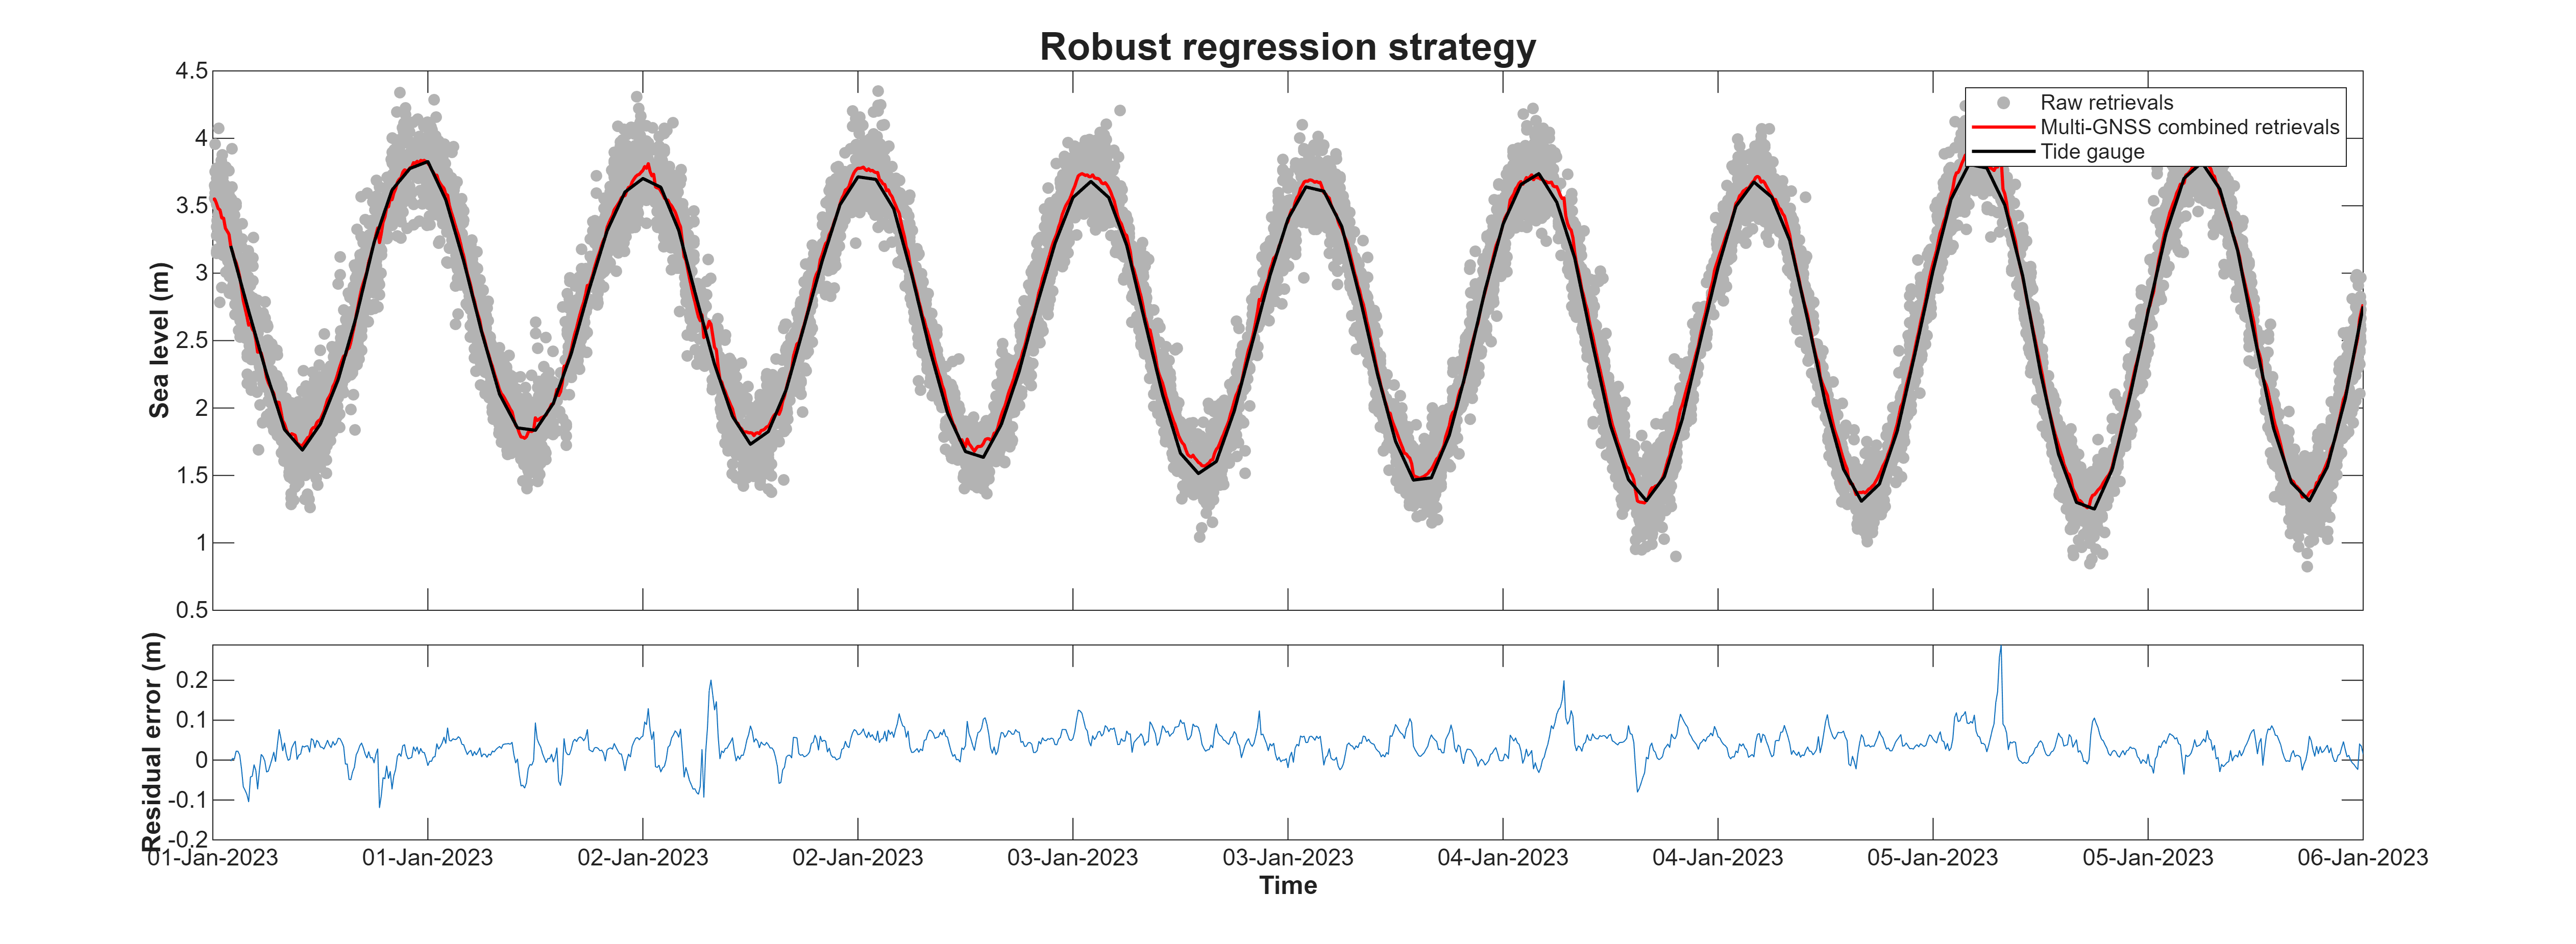 Robust regression strategy
4.5
4
3.5
3
2.5
2
1.5
1
0.5
Sea level (m)
Raw retrievals
Multi-GNSS combined retrievals
Tide gauge
0.2
0.1
0
-0.1
-0.2
Residual error (m)
01-Jan-2023 01-Jan-2023 02-Jan-2023 02-Jan-2023 03-Jan-2023 03-Jan-2023 04-Jan-2023 04-Jan-2023 05-Jan-2023 05-Jan-2023 06-Jan-2023
Time